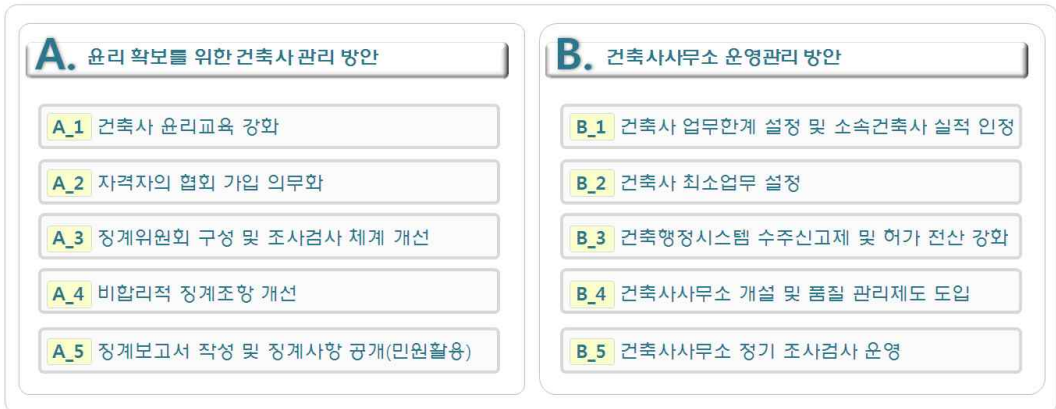 A. 윤리 확보를 위한 건축사 관리 방안
A_1 건축사 윤리교육 강화
A_2 자격자의 협회 가입 의무화
A_3 징계위원회 구성 및 조사검사 체계 개선
A_4 비합리적 징계조항 개선
A_5 징계보고서 작성 및 징계사항 공개(민원활용)
B. 건축사사무소 운영관리 방안
B_1 건축사 업무한계 설정 및 소속건축사 실적 인정
B_2 건축사 최소업무 설정
B_3 건축행정시스템 수주신고제 및 허가 전산 강화
B_4 건축사사무소 개설 및 품질 관리제도 도입
B_5 건축사사무소 정기 조사검사 운영